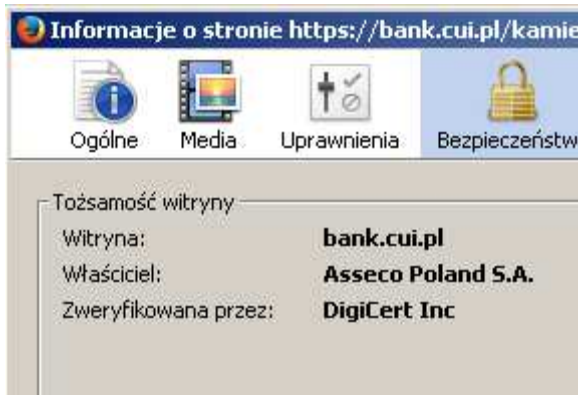 Informacje o stronie https://bank.cui.pl/kamie
Ogólne Media Uprawnienia Bezpieczeństw
Tożsamość witryny
Witryna: bank.cui.pl
Właściciel: Asseco Poland S.A.
Zweryfikowana przez: DigiCert Inc